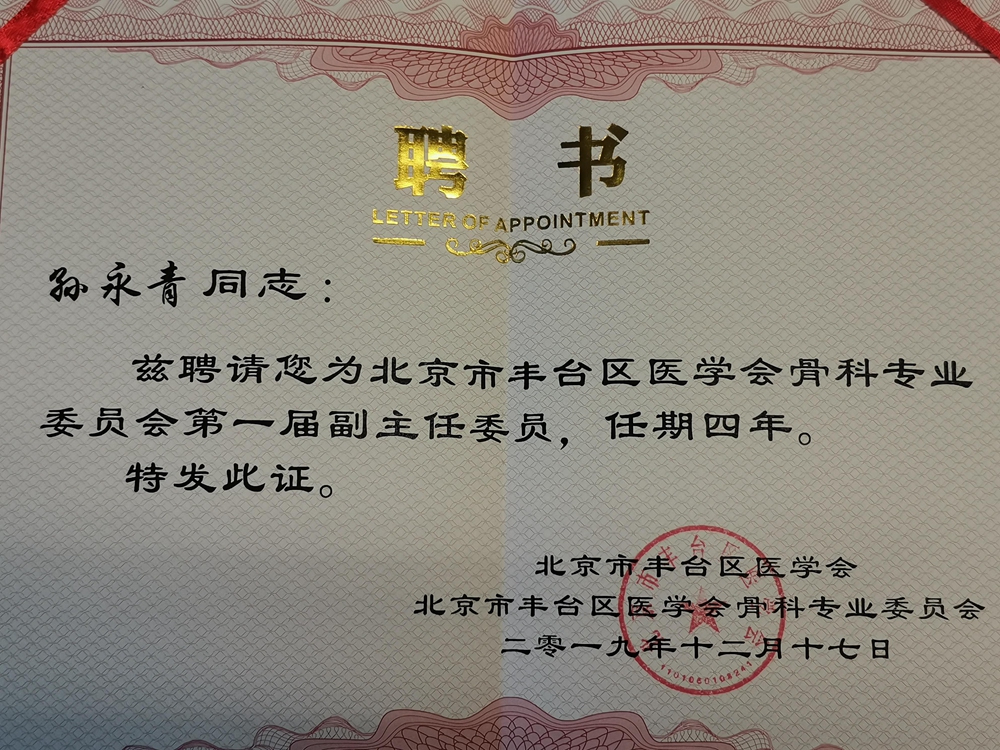 聘书
LETTER OF APPOINTMENT
孙永青同志：
兹聘请您为北京市丰台区医学会骨科专业
委员会第一届副主任委员，任期四年。
特发此证。
北京市丰台区医学会
北京市丰台区医学会骨科专业委员会
二零一九年十二月十七日